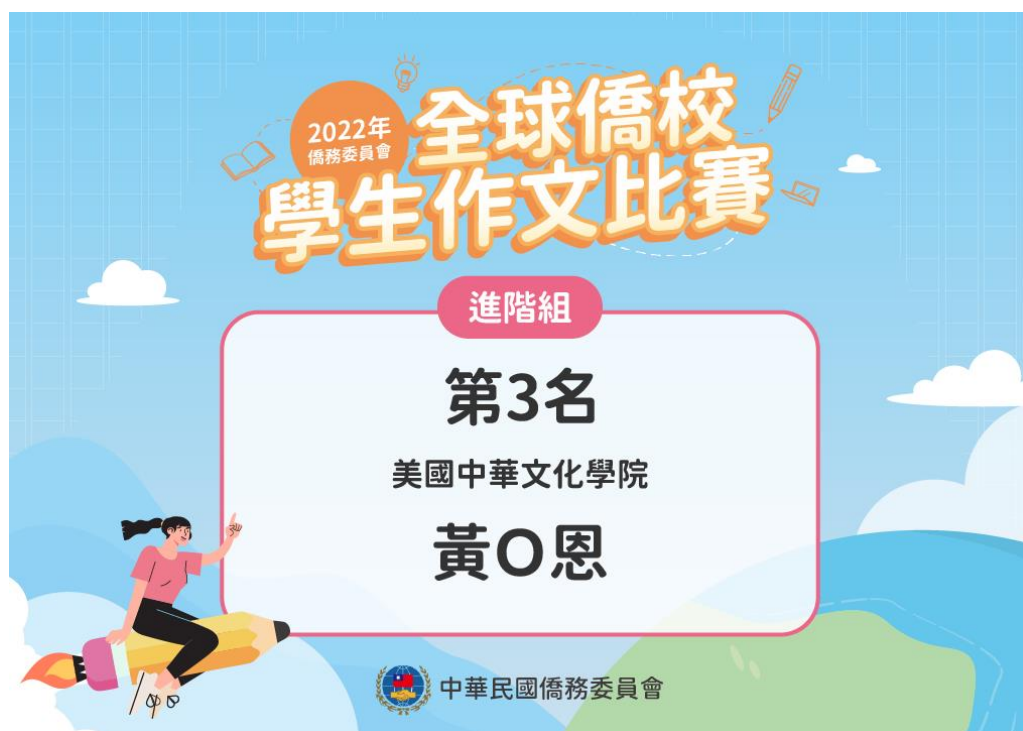 2022年
僑務委員會
全球僑校
學生作文比賽
進階組
第3名
美國中華文化學院
黃O恩
中華民國僑務委員會